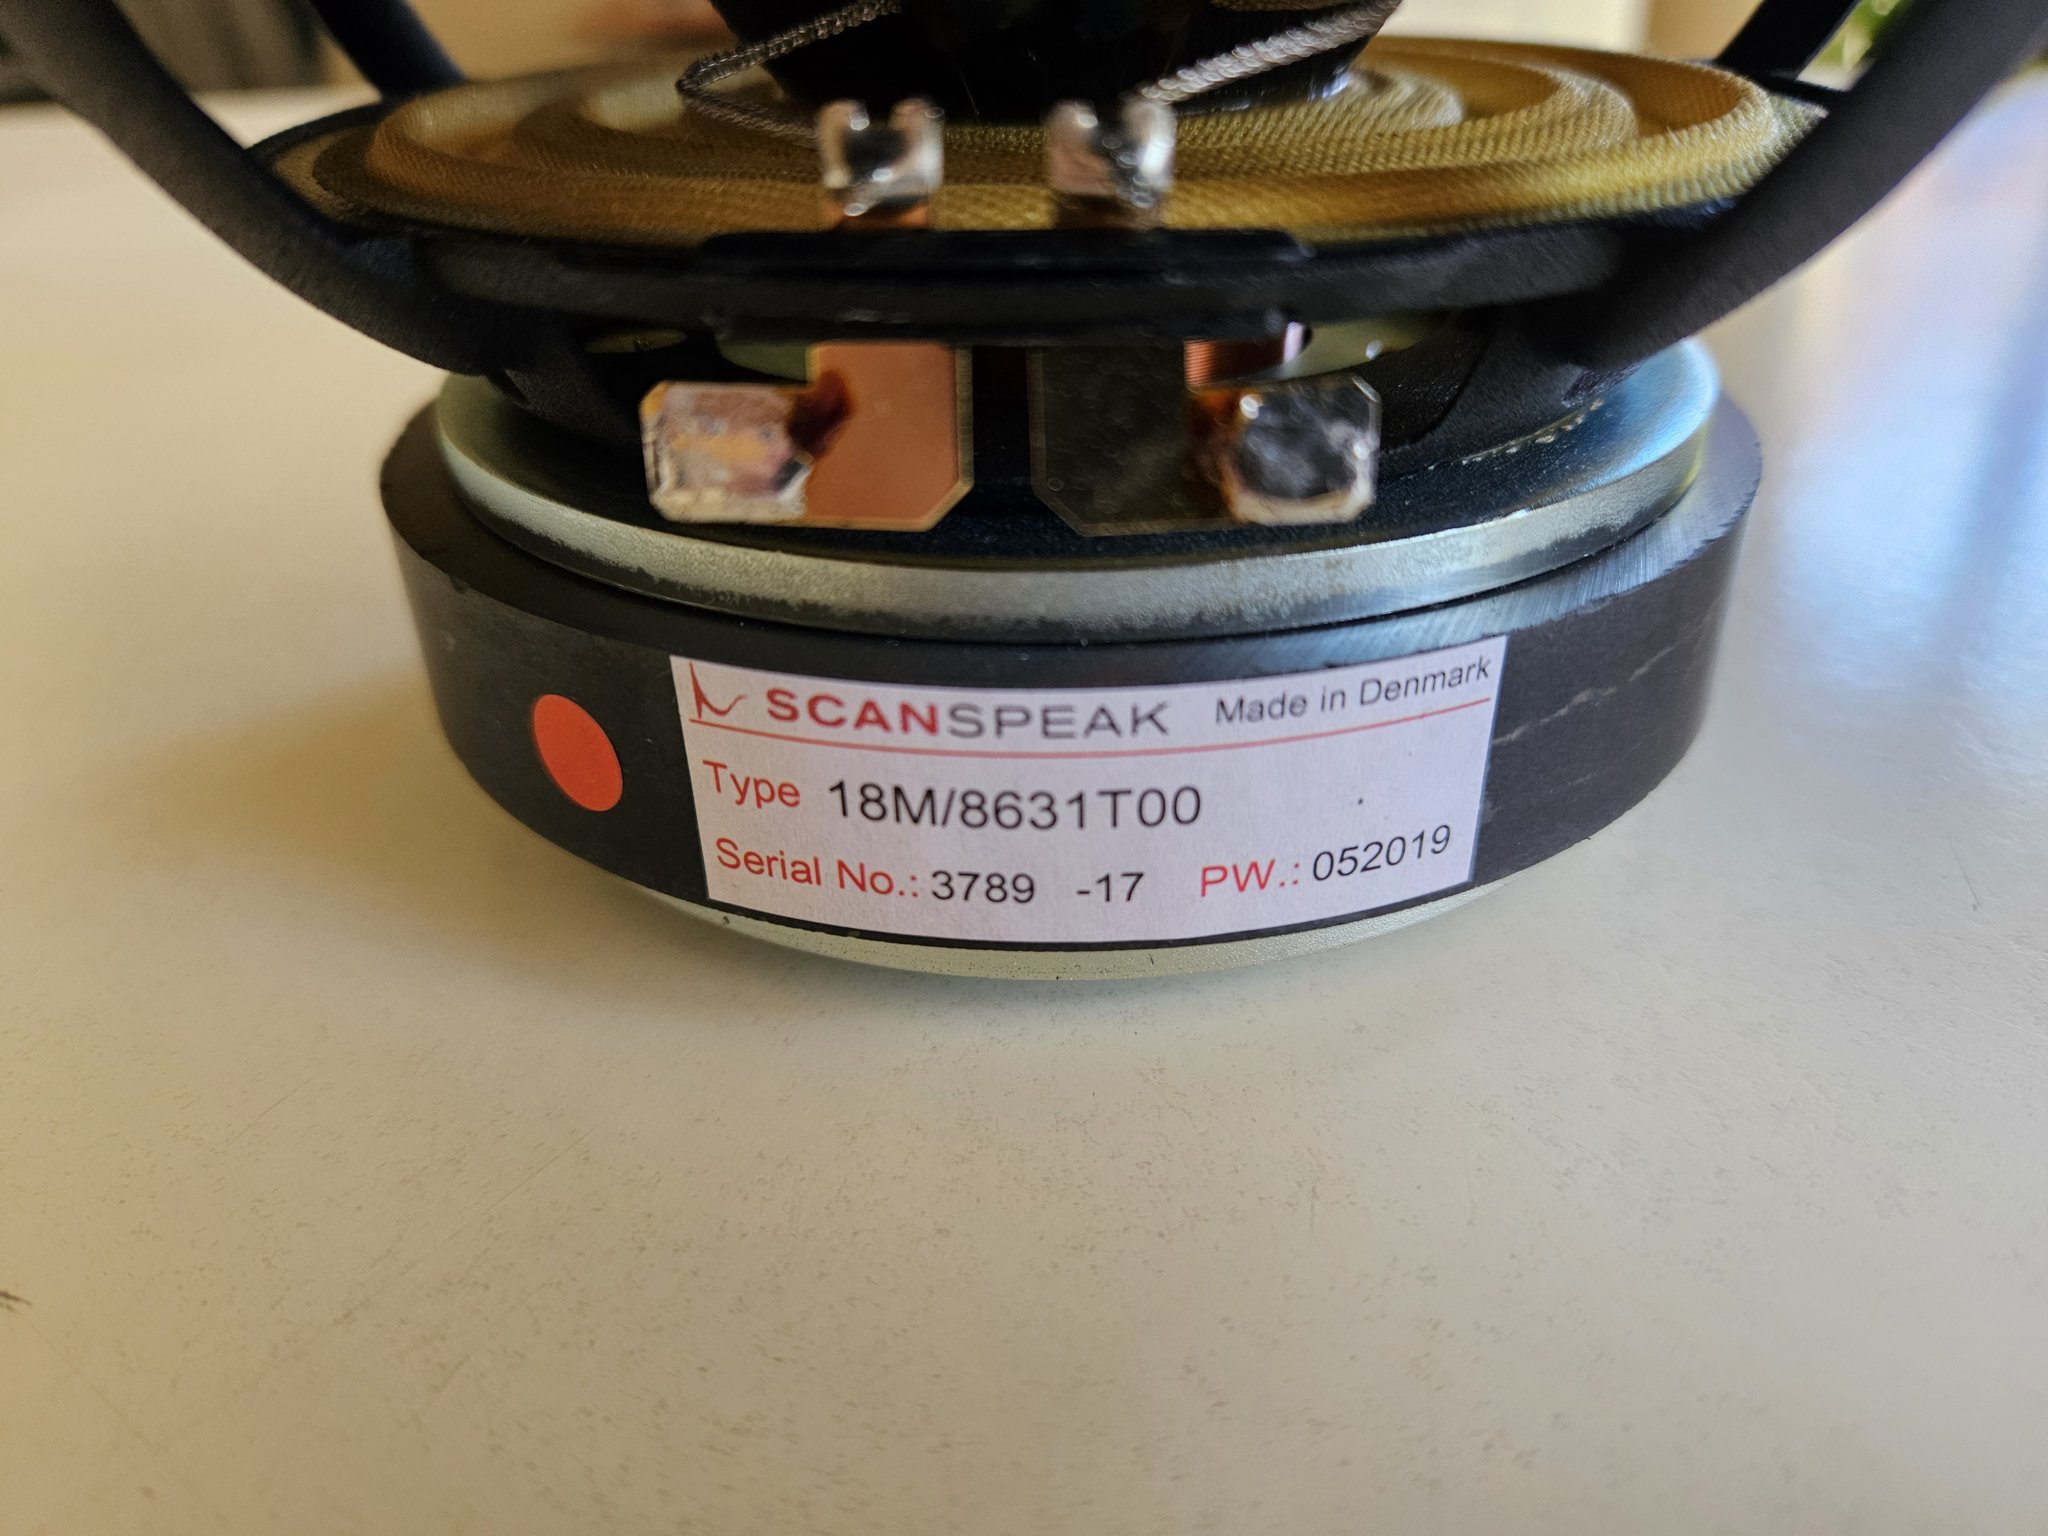 SCANSPEAK Made in Denmark
Type 18M/8631T00
Serial No.: 3789 -17 PW.: 052019